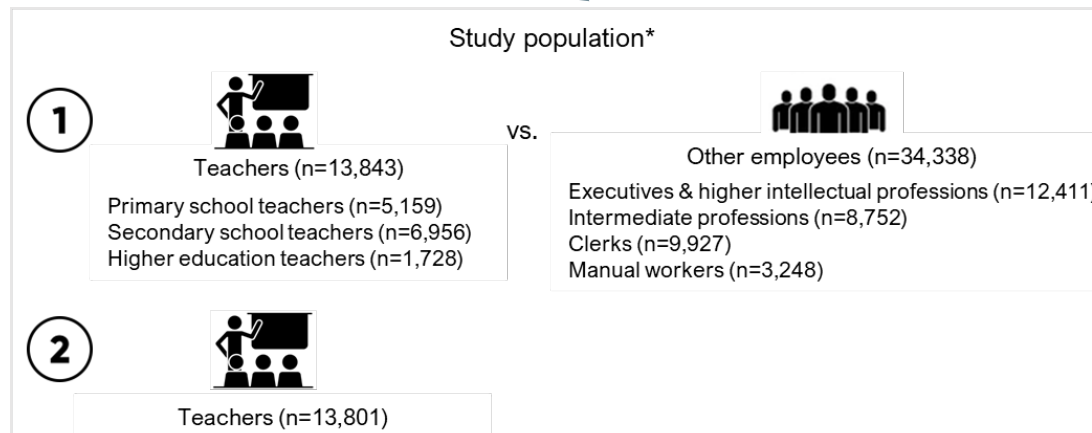 Study population*
1
vs.
Teachers (n=13,843)
Primary school teachers (n=5,159)
Secondary school teachers (n=6,956)
Higher education teachers (n=1,728)
Other employees (n=34,338)
Executives & higher intellectual professions (n=12,411)
Intermediate professions (n=8,752)
Clerks (n=9,927)
Manual workers (n=3,248)
2
Teachers (n=13,801)